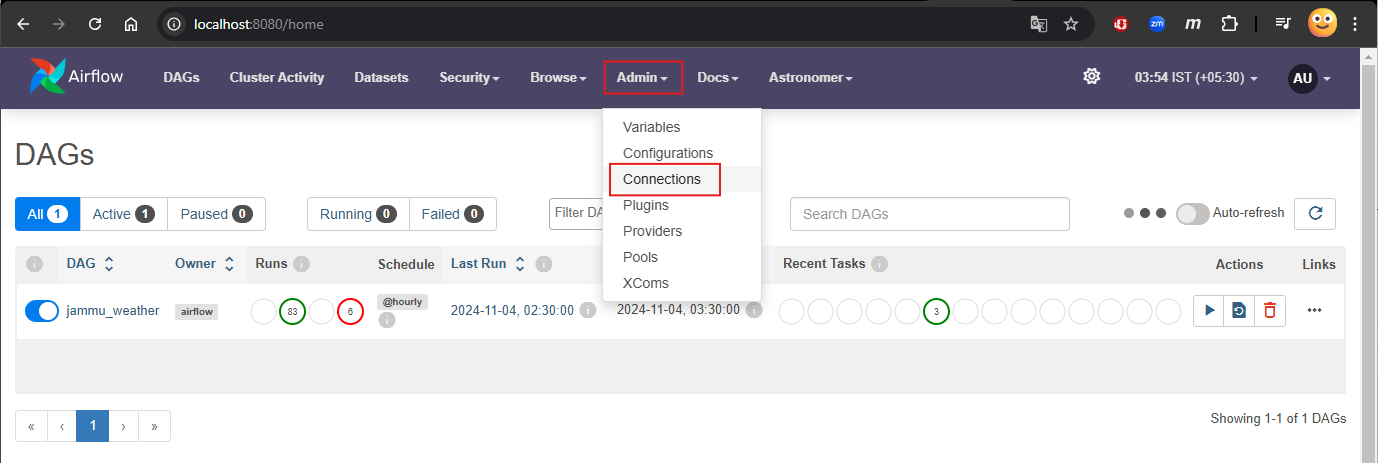 localhost:8080/home
zm
m
Airflow
DAGs Cluster Activity Datasets Security Browse Admin Docs Astronomer 03:54 IST (+05:30) AU
Variables
Configurations
Connections
Plugins
Providers
Pools
XComs
DAGs
All 1 Active 1 Paused 0 Running 0 Failed 0 Filter DA Search DAGs Auto-refresh
DAG Owner Runs Schedule Last Run Recent Tasks Actions Links
jammu_weather airflow 83 6 @hourly 2024-11-04, 02:30:00 2024-11-04, 03:30:00 3
« ‹ 1 › »
Showing 1-1 of 1 DAGs